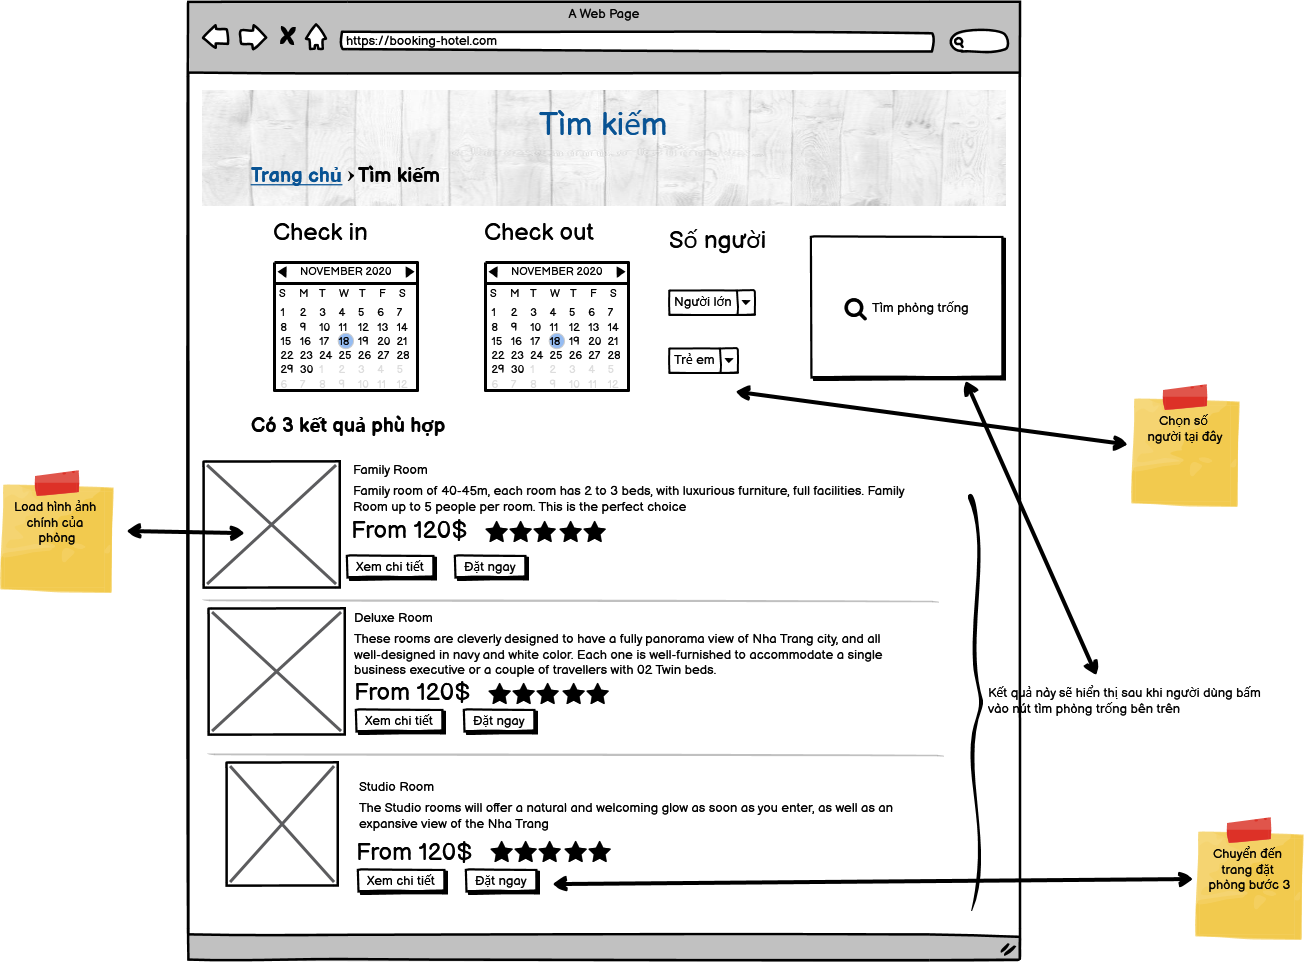 A Web Page
https://booking-hotel.com
Tìm kiếm
Trang chủ › Tìm kiếm
Check in
Check out
Số người
NOVEMBER 2020
S M T W T F S
1 2 3 4 5 6 7
8 9 10 11 12 13 14
15 16 17 18 19 20 21
22 23 24 25 26 27 28
29 30 1 2 3 4 5
6 7 8 9 10 11 12
NOVEMBER 2020
S M T W T F S
1 2 3 4 5 6 7
8 9 10 11 12 13 14
15 16 17 18 19 20 21
22 23 24 25 26 27 28
29 30 1 2 3 4 5
6 7 8 9 10 11 12
Người lớn
Trẻ em
Tìm phòng trống
Chọn số
người tại đây
Có 3 kết quả phù hợp
Load hình ảnh
chính của
phòng
Family Room
Family room of 40-45m, each room has 2 to 3 beds, with luxurious furniture, full facilities. Family
Room up to 5 people per room. This is the perfect choice
From 120$
Xem chi tiết
Đặt ngay
Deluxe Room
These rooms are cleverly designed to have a fully panorama view of Nha Trang city, and all
well-designed in navy and white color. Each one is well-furnished to accommodate a single
business executive or a couple of travellers with 02 Twin beds.
From 120$
Xem chi tiết
Đặt ngay
Kết quả này sẽ hiển thị sau khi người dùng bấm
vào nút tìm phòng trống bên trên
Studio Room
The Studio rooms will offer a natural and welcoming glow as soon as you enter, as well as an
expansive view of the Nha Trang
From 120$
Xem chi tiết
Đặt ngay
Chuyển đến
trang đặt
phòng bước 3